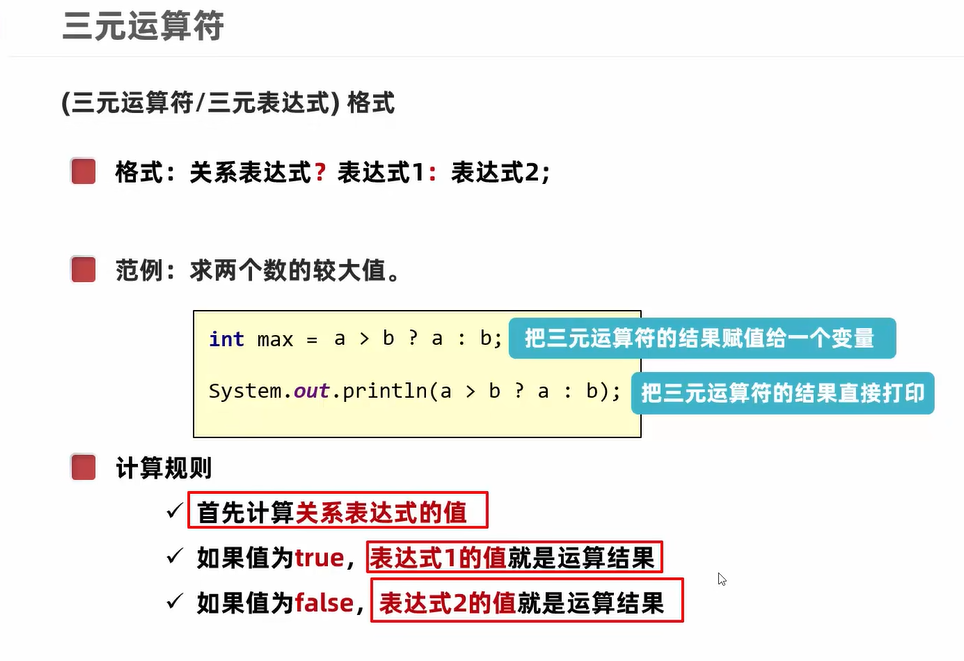 三元运算符
(三元运算符/三元表达式) 格式
格式：关系表达式？表达式1：表达式2；
范例：求两个数的较大值。
int max = a > b ? a : b; 把三元运算符的结果赋值给一个变量
System.out.println(a > b ? a : b); 把三元运算符的结果直接打印
计算规则
✓ 首先计算关系表达式的值
✓ 如果值为true，表达式1的值就是运算结果
✓ 如果值为false，表达式2的值就是运算结果